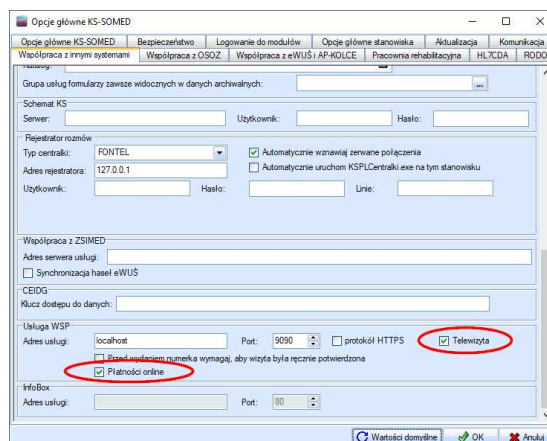 Opcje główne KS-SOMED
Opcje główne KS-SOMED Bezpieczeństwo Logowanie do modułów Opcje główne stanowiska Aktualizacja Komunikacja
Współpraca z innymi systemami Współpraca z OSOZ Współpraca z eWUŚ i AP-KOLCE Pracownia rehabilitacyjna HL7CDA RODO
Katalog:
Grupa usług formularzy zawsze widocznych w danych archiwalnych: ...
Schemat KS
Serwer: Użytkownik: Hasło:
Rejestrator rozmów
Typ centralki: FONTEL Automatycznie wznawiaj zerwane połączenia
Adres rejestratora: 127.0.0.1 Automatycznie uruchom KSPLCentralki.exe na tym stanowisku
Użytkownik: Hasło: Linie:
Współpraca z ZSIMED
Adres serwera usługi:
Synchronizacja haseł eWUŚ
CEIDG
Klucz dostępu do danych:
Usługa WSP
Adres usługi: localhost Port: 9090 protokół HTTPS Telewizyta
Przed wydaniem numerka wymagaj, aby wizyta była ręcznie potwierdzona
Płatności online
InfoBox
Adres usługi: Port: 80
Wartości domyślne OK Anuluj